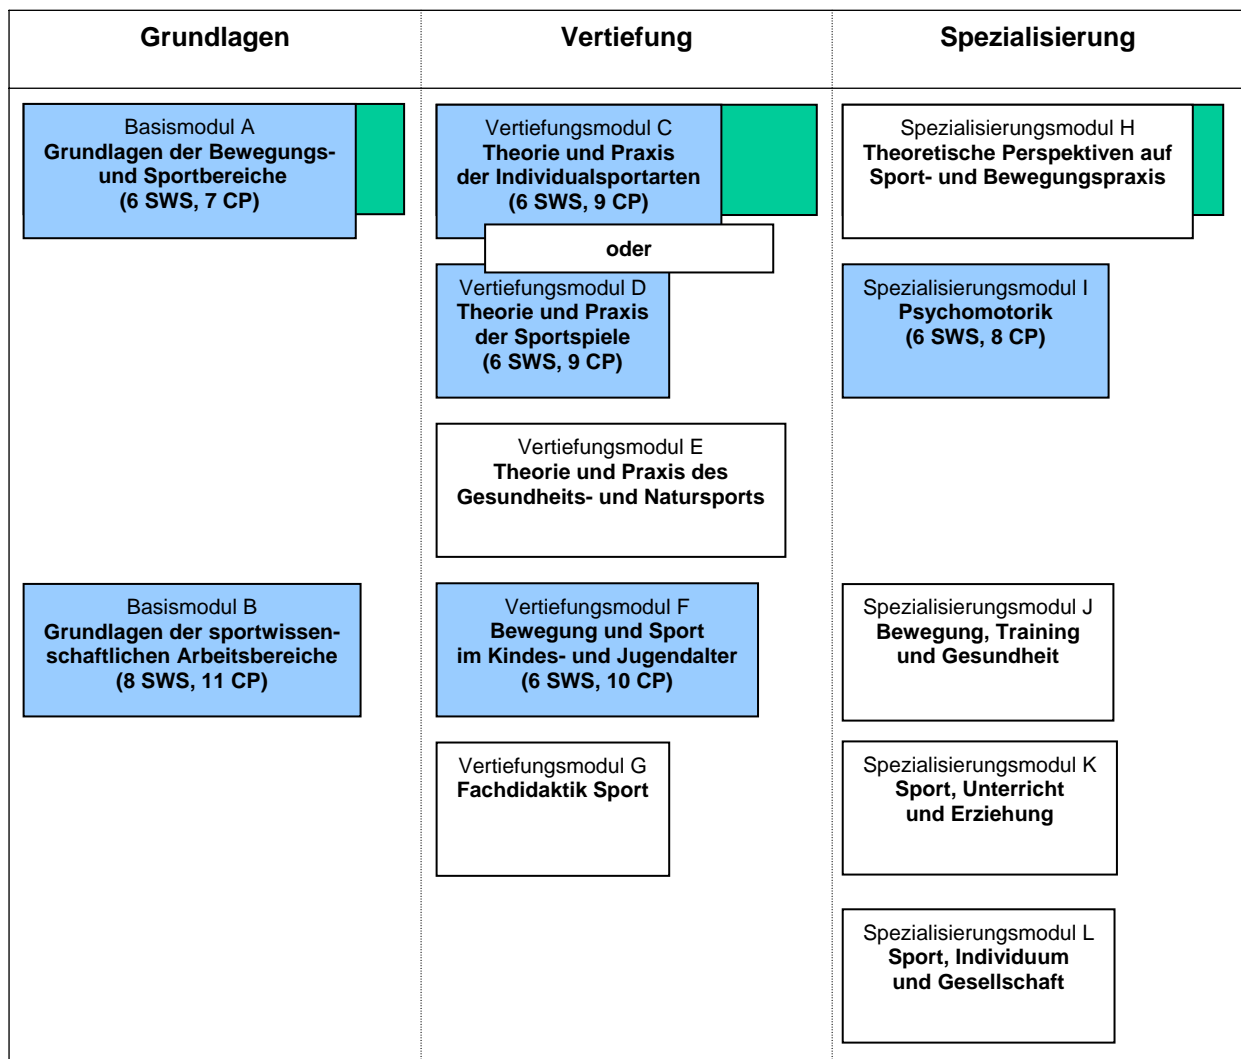 Grundlagen
Vertiefung
Spezialisierung
Basismodul A
Grundlagen der Bewegungs-
und Sportbereiche
(6 SWS, 7 CP)
Basismodul B
Grundlagen der sportwissen-
schaftlichen Arbeitsbereiche
(8 SWS, 11 CP)
Vertiefungsmodul C
Theorie und Praxis
der Individualsportarten
(6 SWS, 9 CP)
oder
Vertiefungsmodul D
Theorie und Praxis
der Sportspiele
(6 SWS, 9 CP)
Vertiefungsmodul E
Theorie und Praxis des
Gesundheits- und Natursports
Vertiefungsmodul F
Bewegung und Sport
im Kindes- und Jugendalter
(6 SWS, 10 CP)
Vertiefungsmodul G
Fachdidaktik Sport
Spezialisierungsmodul H
Theoretische Perspektiven auf
Sport- und Bewegungspraxis
Spezialisierungsmodul I
Psychomotorik
(6 SWS, 8 CP)
Spezialisierungsmodul J
Bewegung, Training
und Gesundheit
Spezialisierungsmodul K
Sport, Unterricht
und Erziehung
Spezialisierungsmodul L
Sport, Individuum
und Gesellschaft